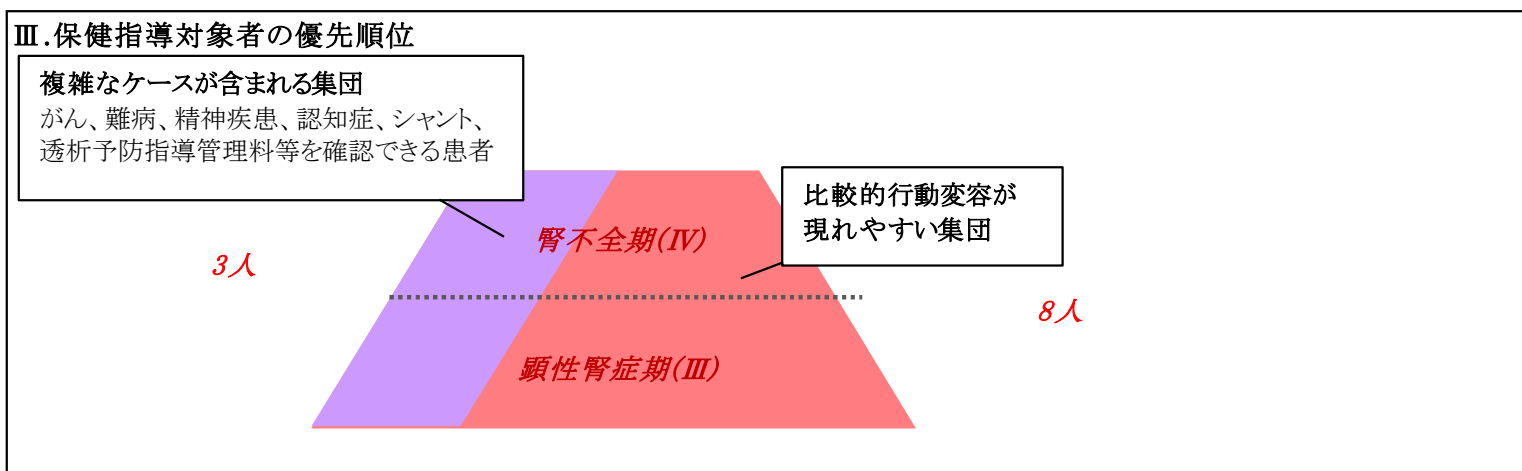 Ⅲ.保健指導対象者の優先順位
複雑なケースが含まれる集団
がん、難病、精神疾患、認知症、シャント、
透析予防指導管理料等を確認できる患者
比較的行動変容が
現れやすい集団
腎不全期(Ⅳ)
3人
8人
顕性腎症期(Ⅲ)